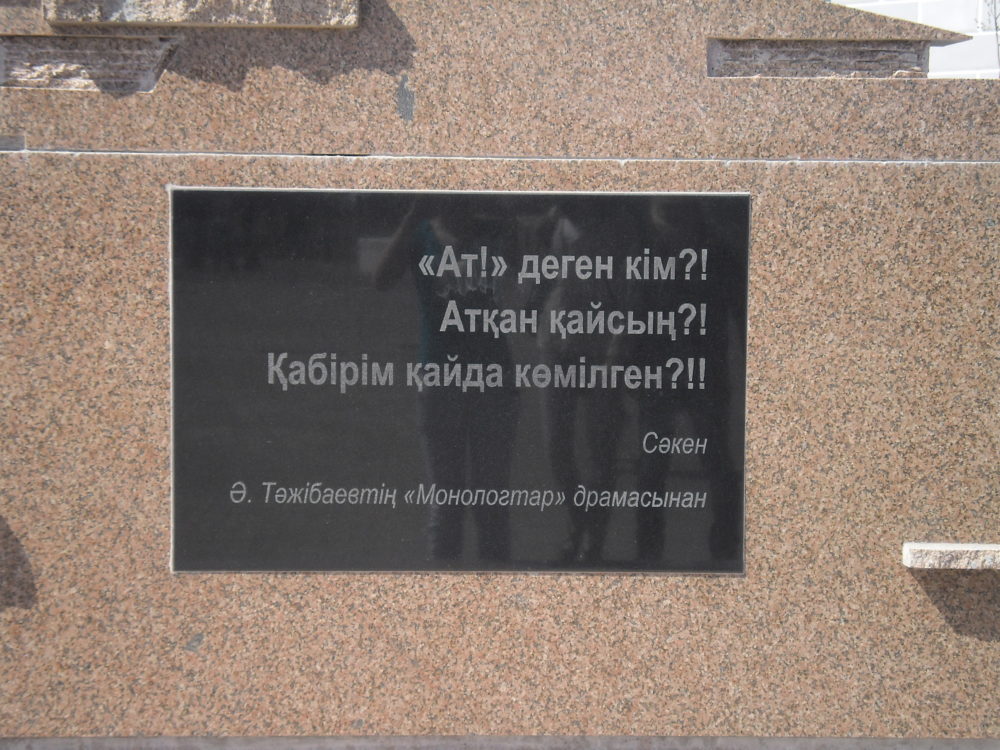 «Ат!» деген кім?!
Атқан қайсың?!
Қабірім қайда көмілген?!!
Сәкен
Ә. Тәжібаевтің «Монологтар» драмасынан